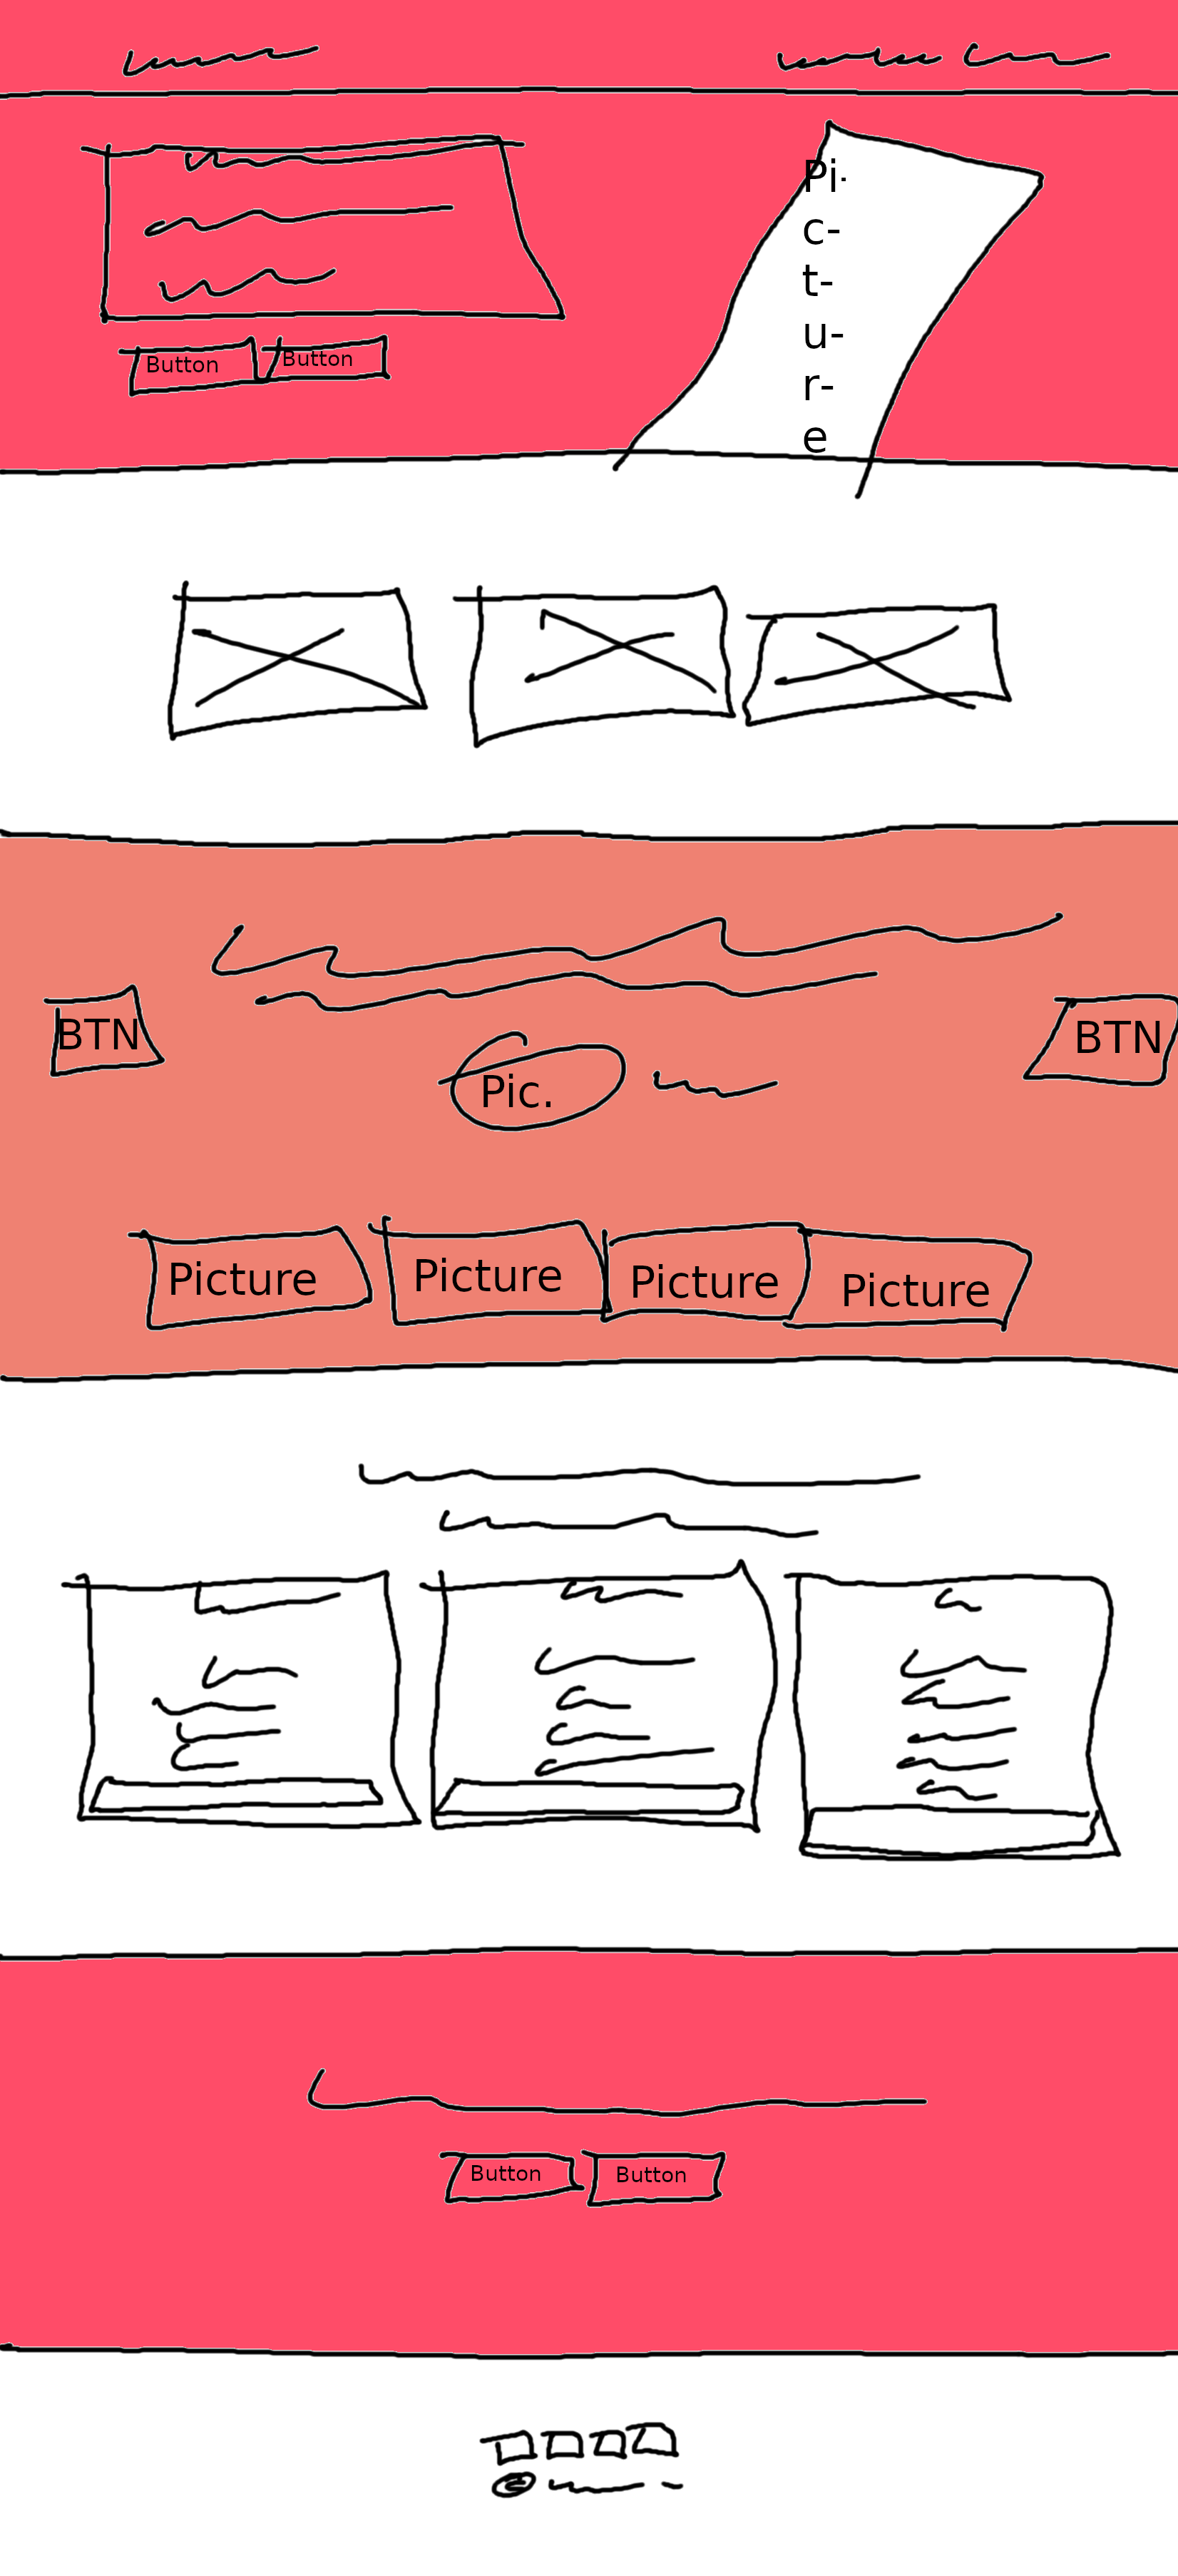 Pi-
c-
t-
u-
r-
e
Button Button
BTN BTN
Pic.
Picture Picture Picture Picture
Button Button
©